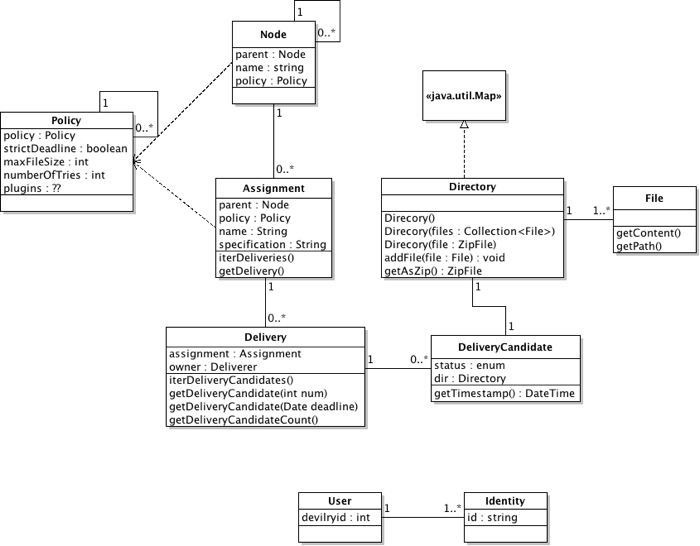 1
Node
0..*
parent : Node
name : string
policy : Policy
1
«java.util.Map»
1
Policy
0..*
policy : Policy
strictDeadline : boolean
maxFileSize : int
numberOfTries : int
plugins : ??
0..*
Assignment
parent : Node
policy : Policy
name : String
specification : String
iterDeliveries()
getDelivery()
Directory
Direcory()
Direcory(files : Collection<File>)
Direcory(file : ZipFile)
addFile(file : File) : void
getAsZip() : ZipFile
1
1..*
File
getContent()
getPath()
1
0..*
1
1
Delivery
assignment : Assignment
owner : Deliverer
iterDeliveryCandidates()
getDeliveryCandidate(int num)
getDeliveryCandidate(Date deadline)
getDeliveryCandidateCount()
1
0..*
DeliveryCandidate
status : enum
dir : Directory
getTimestamp() : DateTime
User
devilryid : int
1
1..*
Identity
id : string